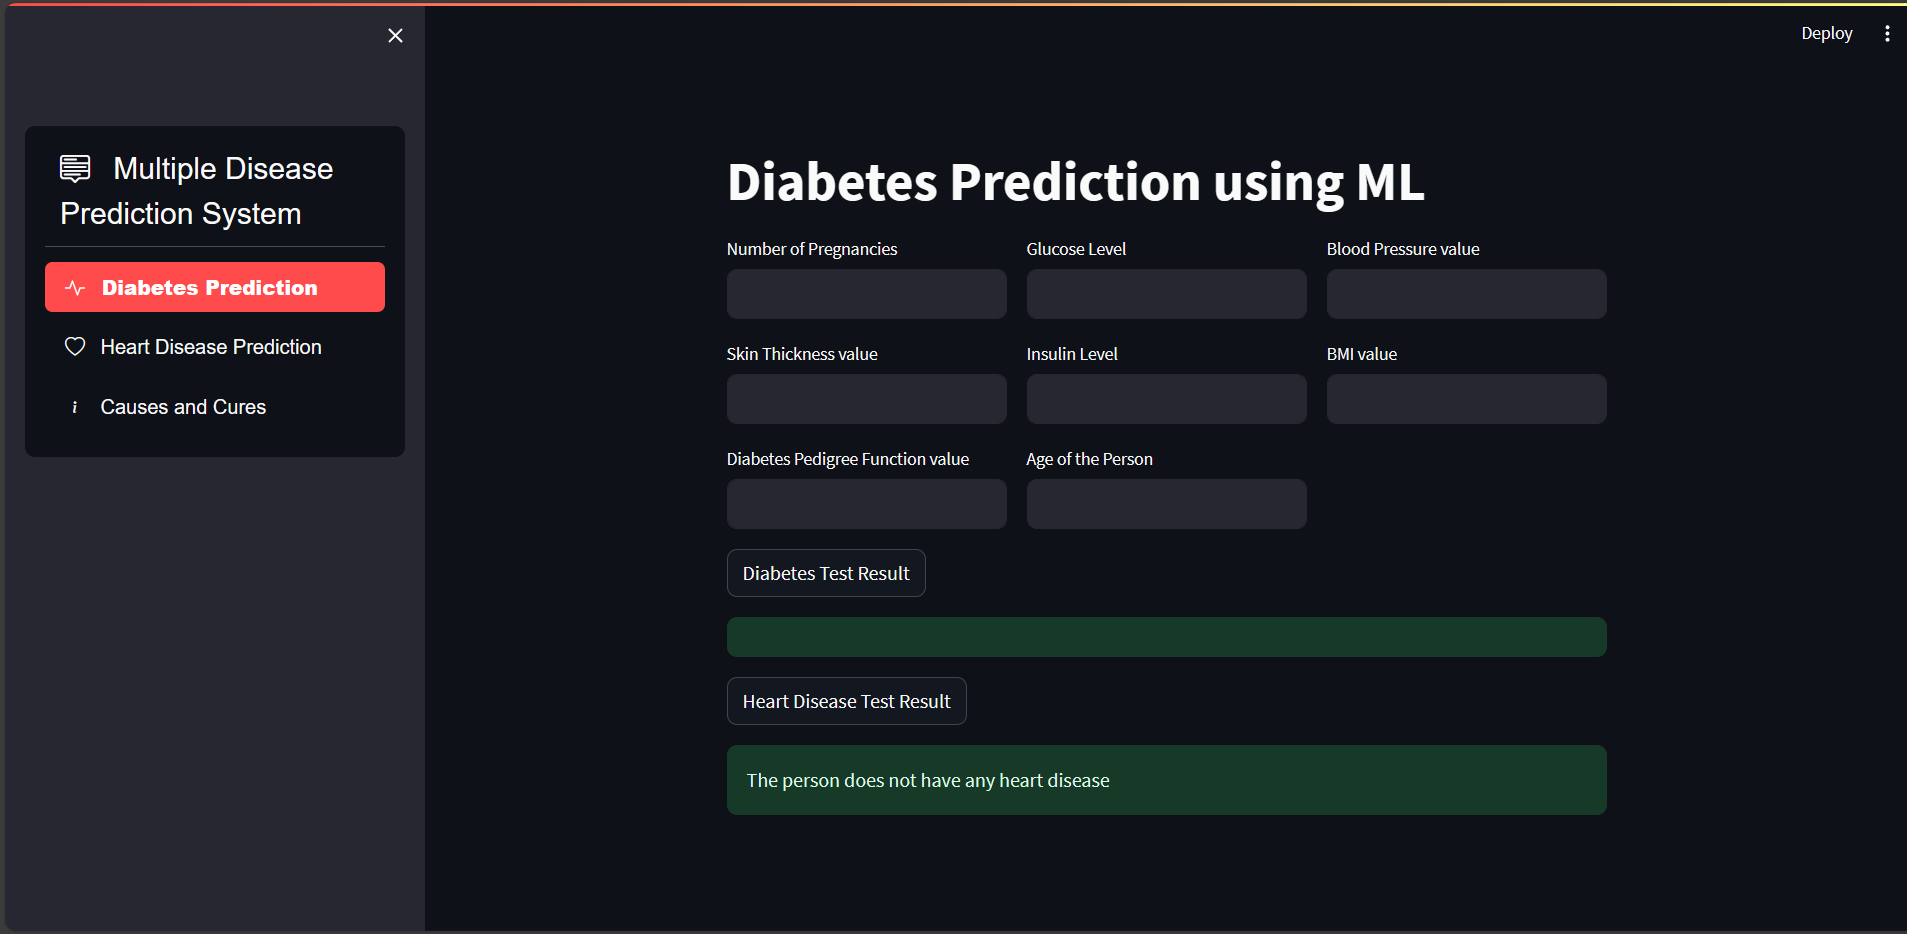 Deploy
Multiple Disease
Prediction System
Diabetes Prediction
Heart Disease Prediction
Causes and Cures
Diabetes Prediction using ML
Number of Pregnancies
Glucose Level
Blood Pressure value
Skin Thickness value
Insulin Level
BMI value
Diabetes Pedigree Function value
Age of the Person
Diabetes Test Result
Heart Disease Test Result
The person does not have any heart disease